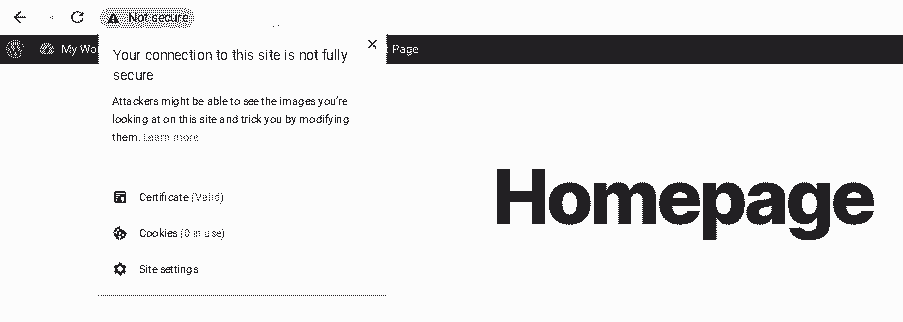 Not secure
My Wo
Page
Your connection to this site is not fully
secure
Attackers might be able to see the images you're
looking at on this site and trick you by modifying
them. Learn more
Homepage
Certificate (Valid)
Cookies (8 in use)
Site settings